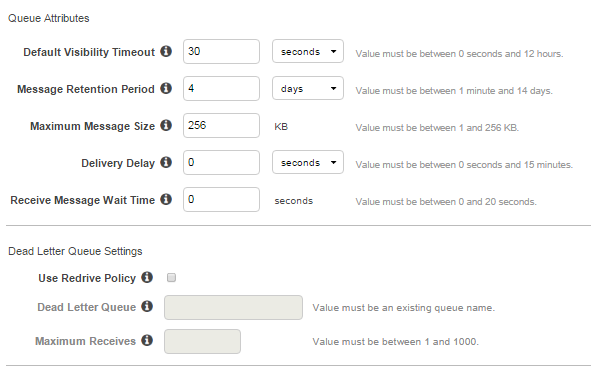 Queue Attributes
Default Visibility Timeout 30 seconds Value must be between 0 seconds and 12 hours.
Message Retention Period 4 days Value must be between 1 minute and 14 days.
Maximum Message Size 256 KB Value must be between 1 and 256 KB.
Delivery Delay 0 seconds Value must be between 0 seconds and 15 minutes.
Receive Message Wait Time 0 seconds Value must be between 0 and 20 seconds.
Dead Letter Queue Settings
Use Redrive Policy
Dead Letter Queue Value must be an existing queue name.
Maximum Receives Value must be between 1 and 1000.